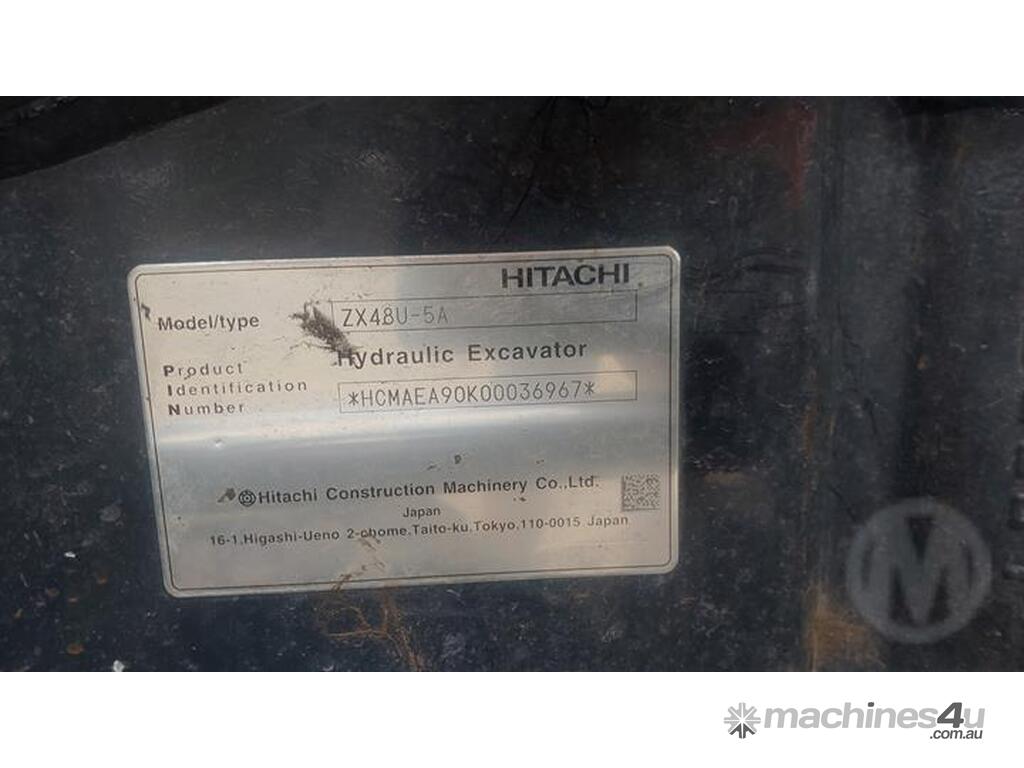 HITACHI
Model/type ZX48U-5A
Hydraulic Excavator
Product
Identification
Number *HCMAEA90K00036967*
Hitachi Construction Machinery Co.,Ltd.
Japan
16-1,Higashi-Ueno 2-chome,Taito-ku,Tokyo,110-0015 Japan
M
machines4u
.com.au